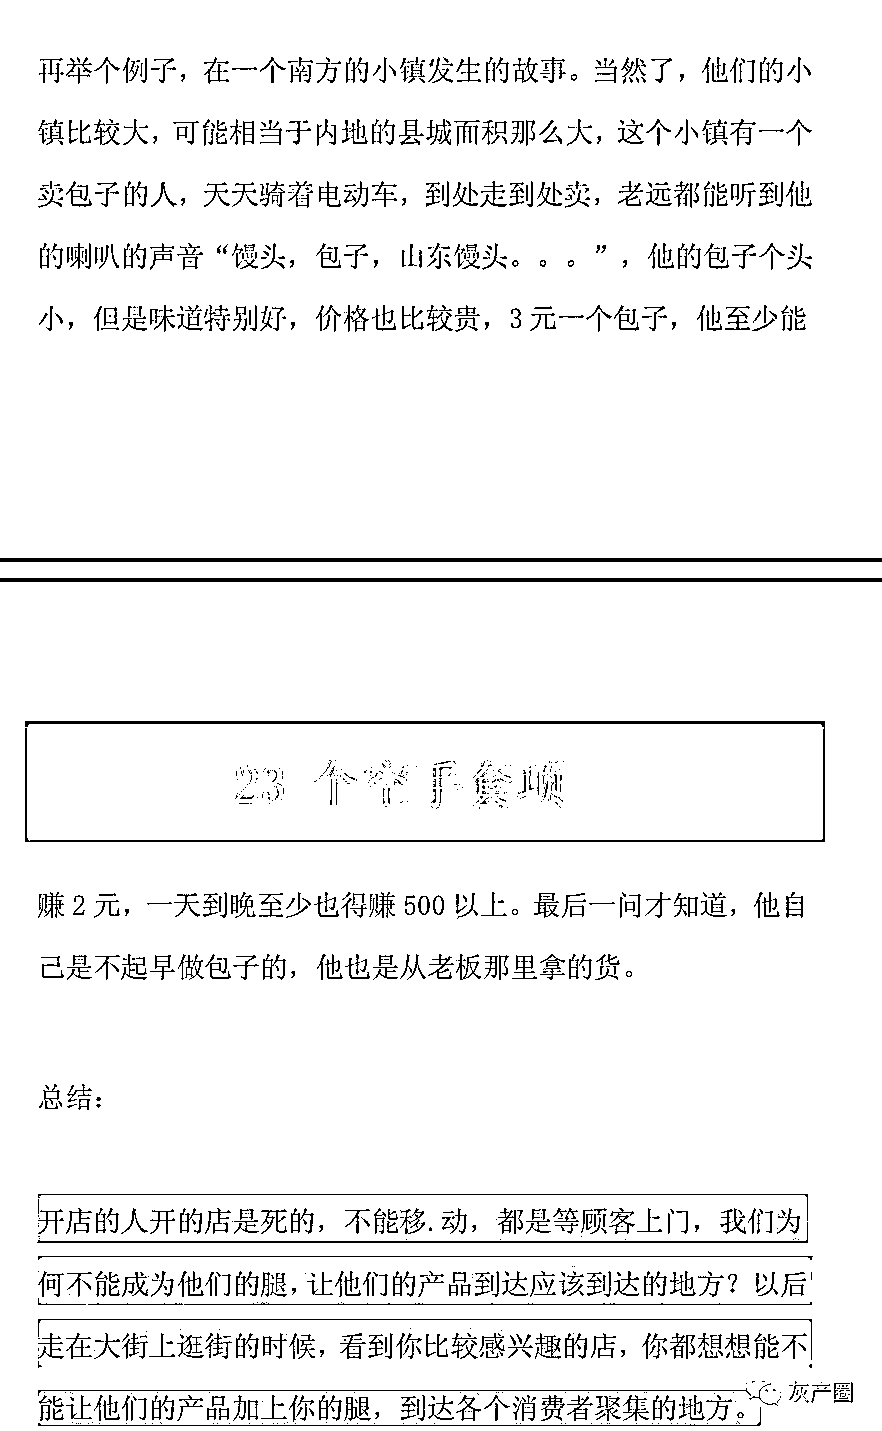 再举个例子，在一个南方的小镇发生的故事。当然了，他们的小
镇比较大，可能相当于内地的县城面积那么大，这个小镇有一个
卖包子的人，天天骑着电动车，到处走到处卖，老远都能听到他
的喇叭的声音“馒头，包子，山东馒头。。。”，他的包子个头
小，但是味道特别好，价格也比较贵，3 元一个包子，他至少能
23 个空手套项
赚 2 元，一天到晚至少也得赚 500 以上。最后一问才知道，他自
己是不起早做包子的，他也是从老板那里拿的货。
总结：
开店的人开的店是死的，不能移.动，都是等顾客上门，我们为
何不能成为他们的腿，让他们的产品到达应该到达的地方？以后
走在大街上逛街的时候，看到你比较感兴趣的店，你都想想能不
能让他们的产品加上你的腿，到达各个消费者聚集的地方。
灰产圈